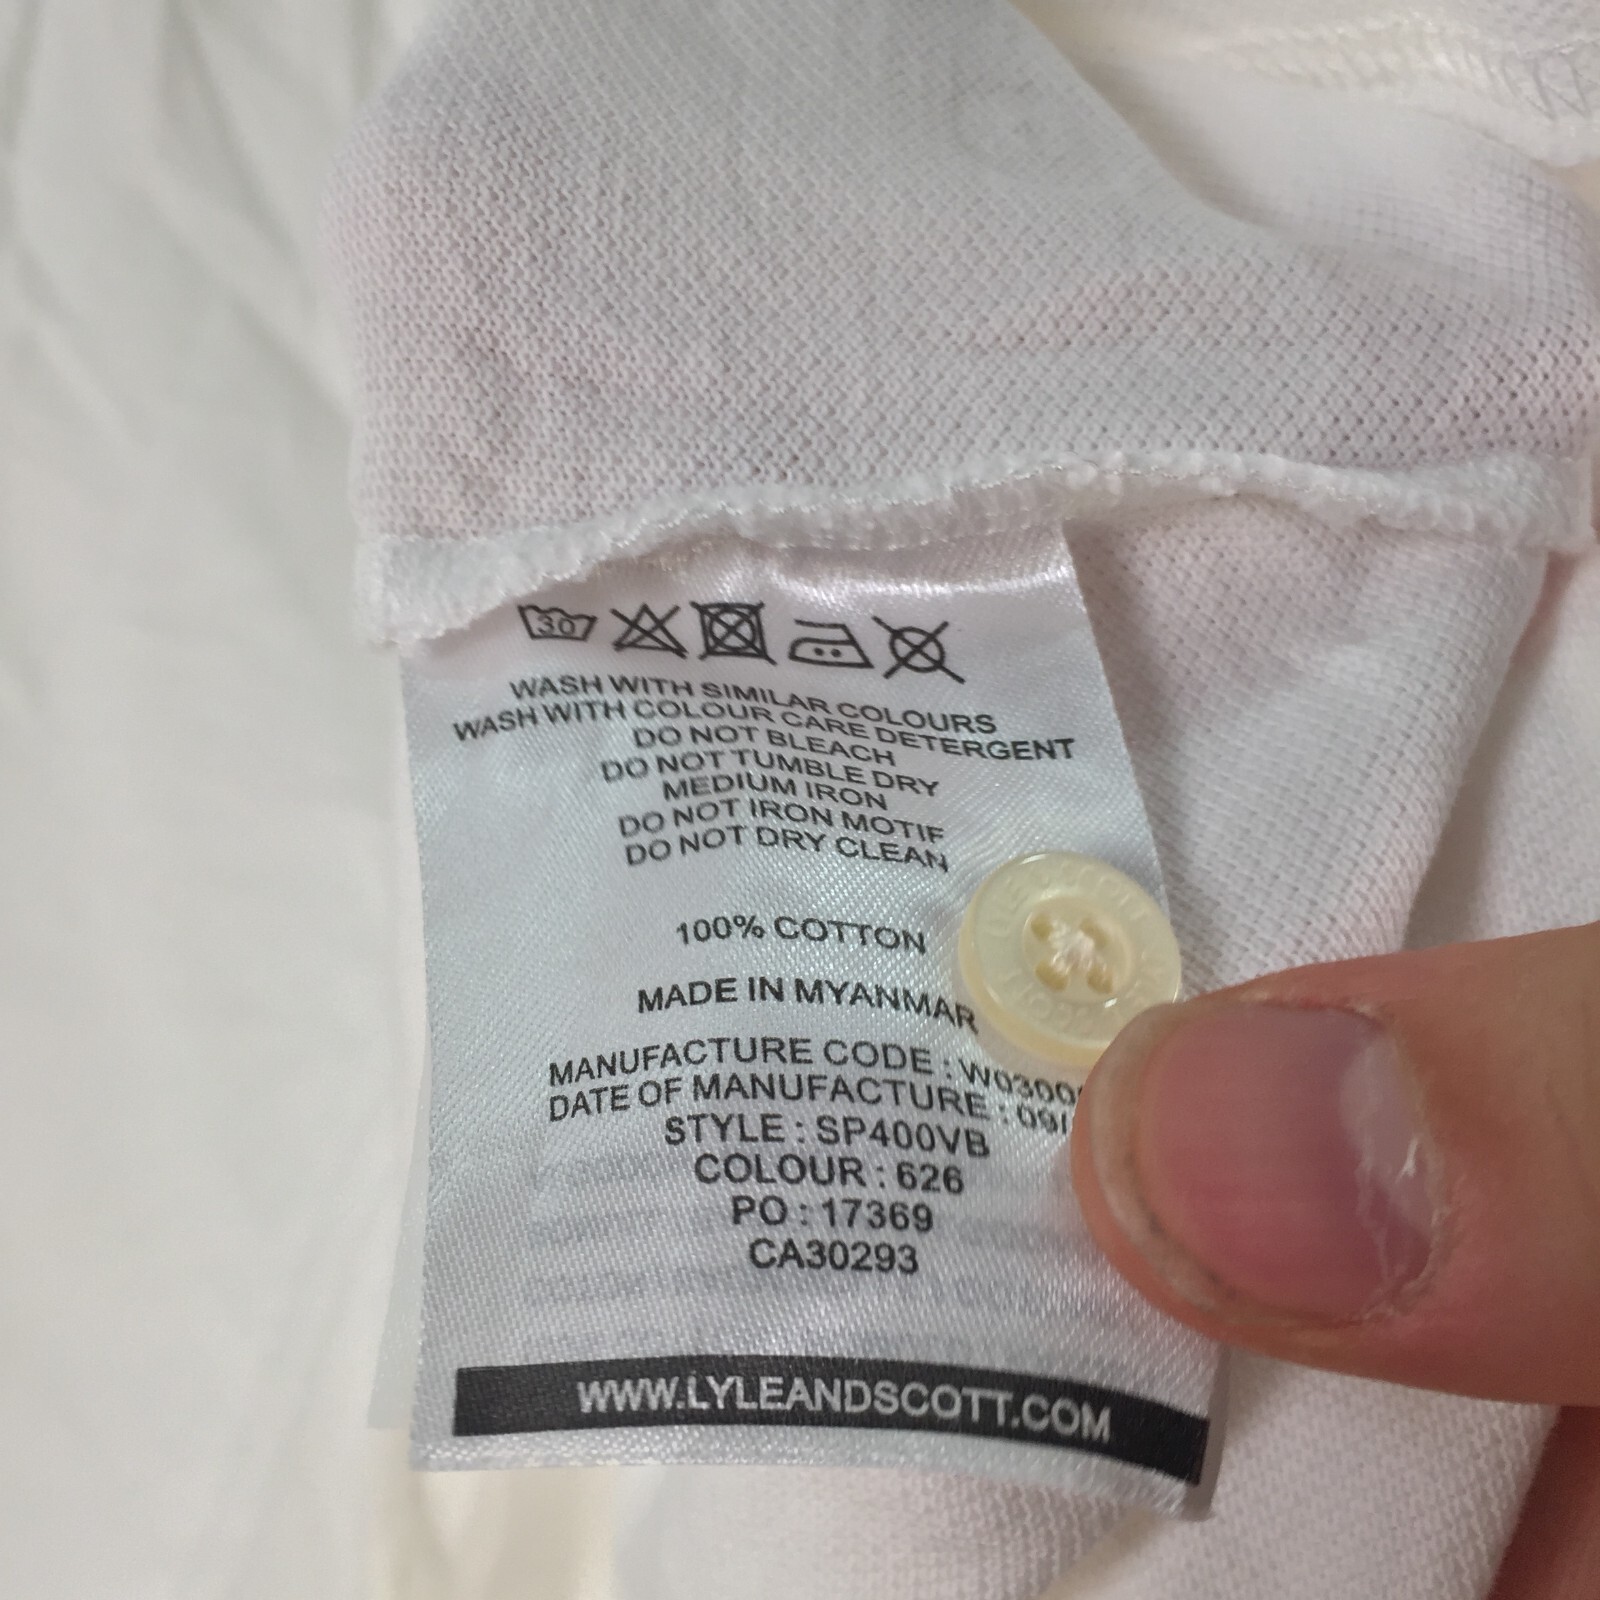 30
WASH WITH SIMILAR COLOURS
WASH WITH COLOUR CARE DETERGENT
DO NOT BLEACH
DO NOT TUMBLE DRY
MEDIUM IRON
DO NOT IRON MOTIF
DO NOT DRY CLEAN
100% COTTON
MADE IN MYANMAR
MANUFACTURE CODE :
DATE OF MANUFACTURE :
STYLE : SP400VB
COLOUR : 626
PO : 17369
CA30293
WWW.LYLEANDSCOTT.COM